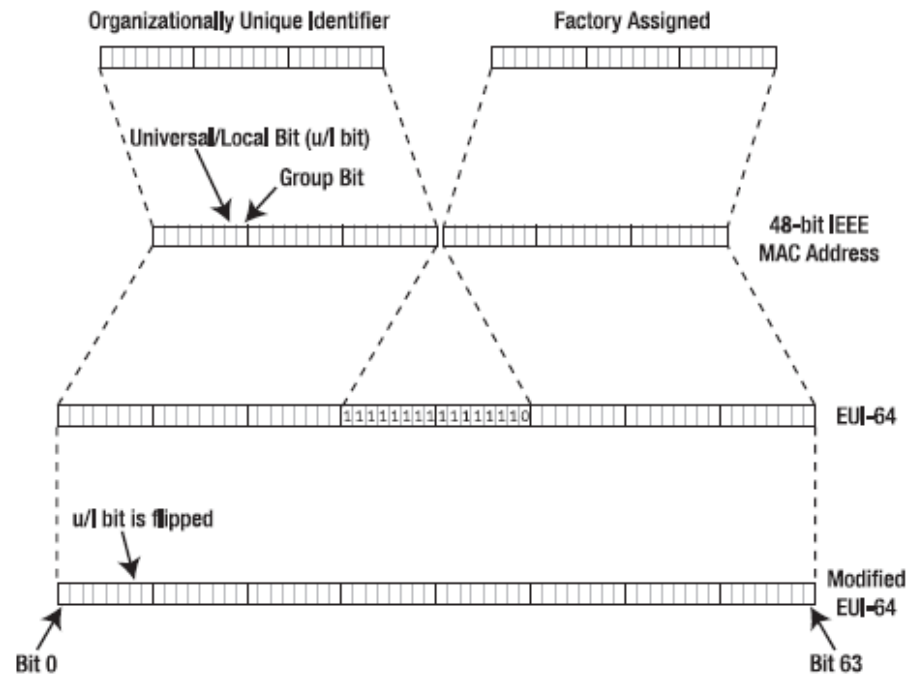 Organizationally Unique Identifier
Factory Assigned
Universal/Local Bit (u/l bit)
Group Bit
48-bit IEEE
MAC Address
1111111111111110
EUI-64
u/l bit is flipped
Modified
EUI-64
Bit 0
Bit 63